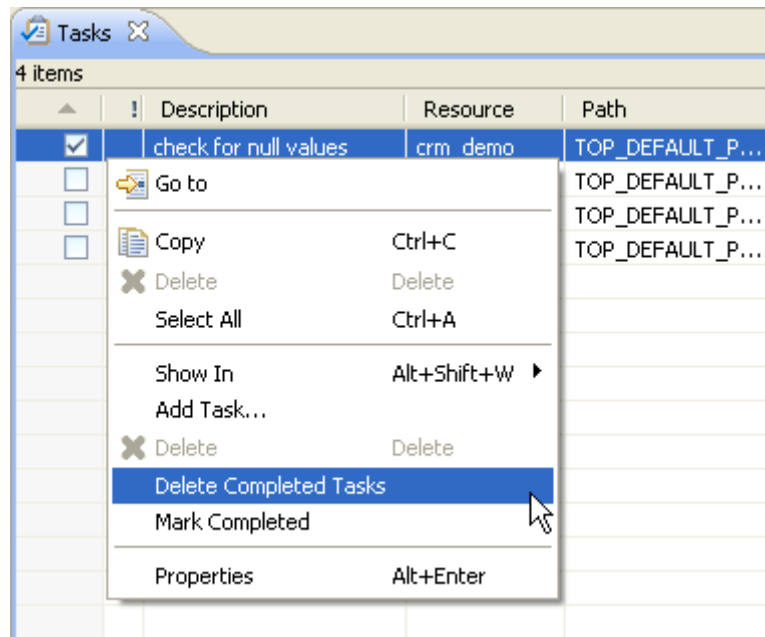 Tasks
4 items
! Description Resource Path
check for null values crm_demo TOP_DEFAULT_P...
Go to TOP_DEFAULT_P...
TOP_DEFAULT_P...
Copy Ctrl+C TOP_DEFAULT_P...
Delete Delete
Select All Ctrl+A
Show In Alt+Shift+W
Add Task...
Delete Delete
Delete Completed Tasks
Mark Completed
Properties Alt+Enter